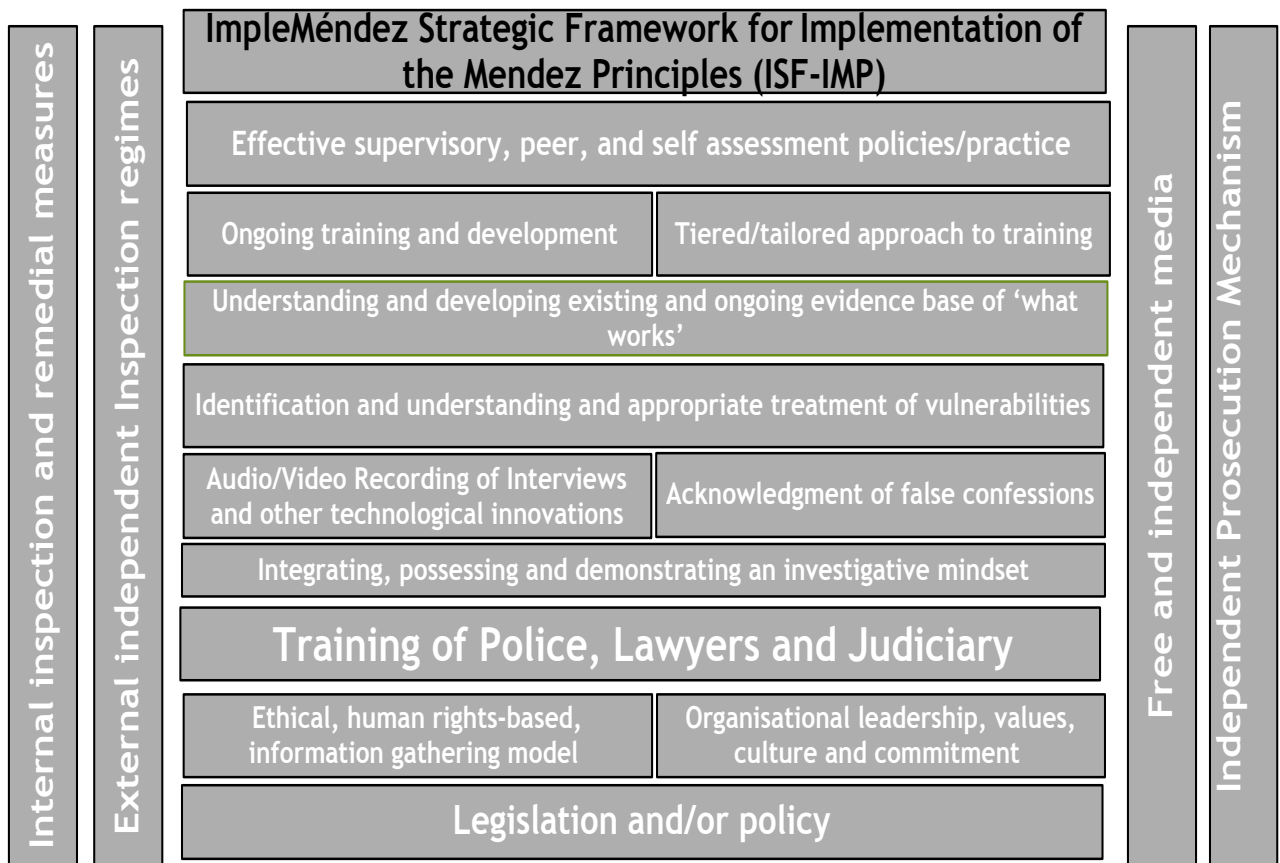 Internal inspection and remedial measures
External independent Inspection regimes
ImpleMéndez Strategic Framework for Implementation of
the Mendez Principles (ISF-IMP)
Effective supervisory, peer, and self assessment policies/practice
Ongoing training and development
Tiered/tailored approach to training
Understanding and developing existing and ongoing evidence base of ‘what
works’
Identification and understanding and appropriate treatment of vulnerabilities
Audio/Video Recording of Interviews
and other technological innovations
Acknowledgment of false confessions
Integrating, possessing and demonstrating an investigative mindset
Training of Police, Lawyers and Judiciary
Ethical, human rights-based,
information gathering model
Organisational leadership, values,
culture and commitment
Legislation and/or policy
Free and independent media
Independent Prosecution Mechanism